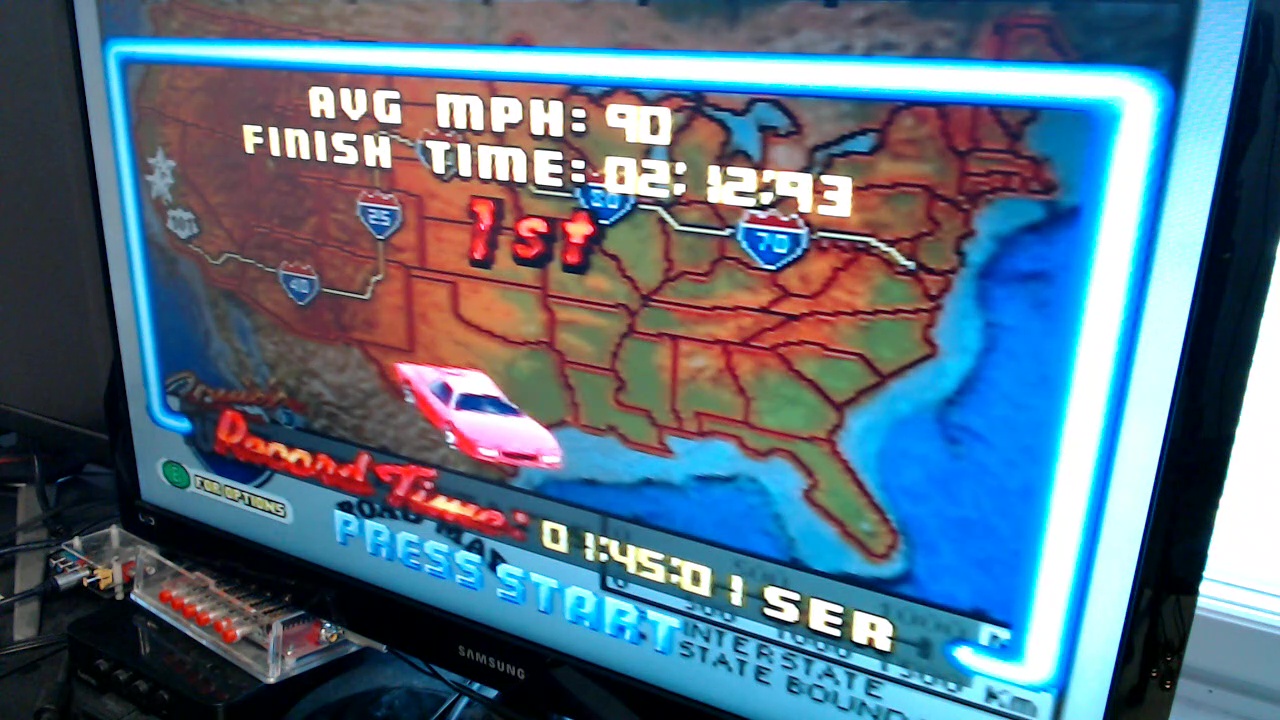 AVG MPH: 90
FINISH TIME: 02:12:93
25
70
1st
40
Record Time: 01:45:01 SER
FOR OPTIONS
PRESS START
INTERSTATE
STATE BOUND
Km
SAMSUNG